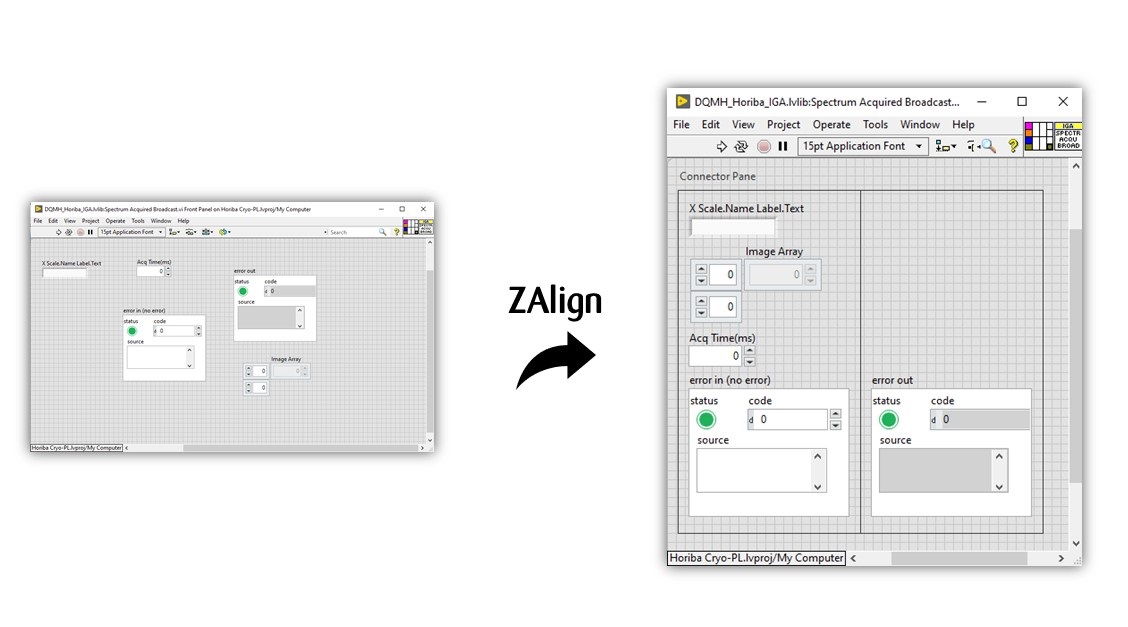 DQMH_Horiba_IGA.lvlib:Spectrum Acquired Broadcast.vi Front Panel on Horiba Cryo-PL.lvproj/My Computer
File Edit View Project Operate Tools Window Help
15pt Application Font
Search
X Scale.Name Label.Text
Acq Time(ms)
0
error out
status code
d 0
source
error in (no error)
status code
d 0
source
Image Array
0 0
0
Horiba Cryo-PL.lvproj/My Computer
ZAlign
DQMH_Horiba_IGA.lvlib:Spectrum Acquired Broadcast...
File Edit View Project Operate Tools Window Help
15pt Application Font
IGA
SPECTR
ACQU
BROAD
Connector Pane
X Scale.Name Label.Text
Image Array
0 0
0
Acq Time(ms)
0
error in (no error)
status code
d 0
source
error out
status code
d 0
source
Horiba Cryo-PL.lvproj/My Computer